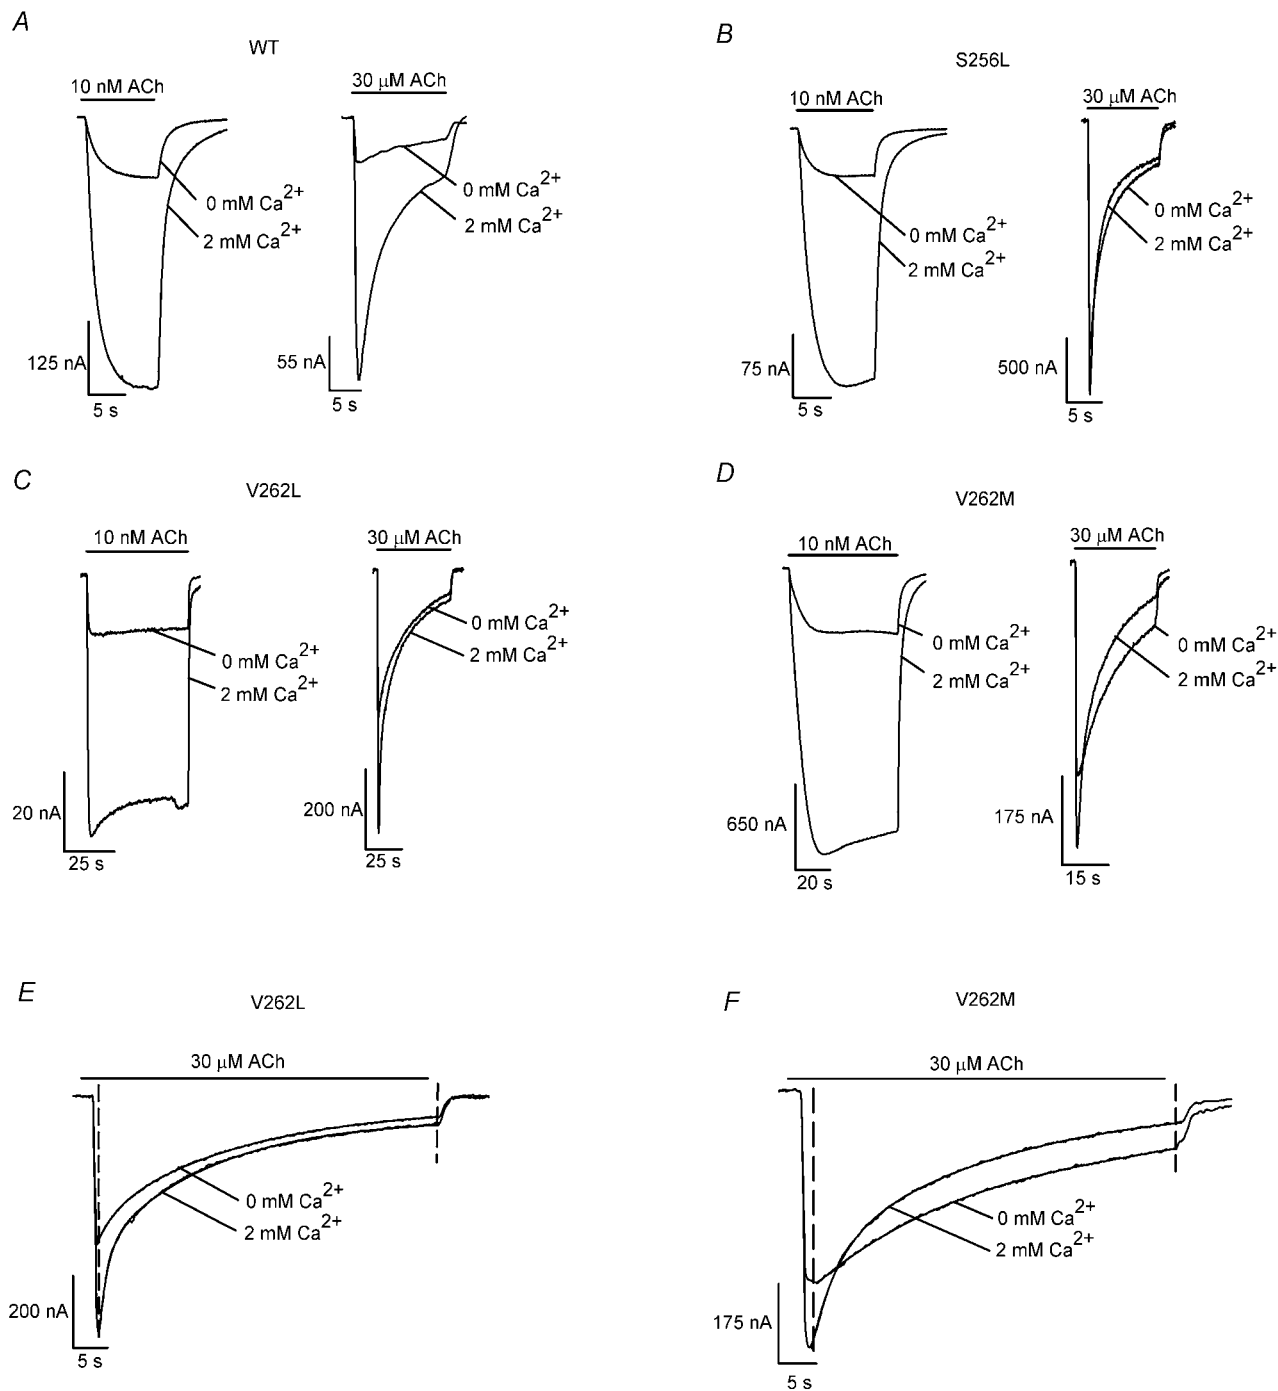 A
WT
10 nM ACh
30 μM ACh
0 mM Ca2+
2 mM Ca2+
0 mM Ca2+
2 mM Ca2+
125 nA
5 s
55 nA
5 s
B
S256L
10 nM ACh
30 μM ACh
0 mM Ca2+
2 mM Ca2+
0 mM Ca2+
2 mM Ca2+
75 nA
5 s
500 nA
5 s
C
V262L
10 nM ACh
30 μM ACh
0 mM Ca2+
2 mM Ca2+
0 mM Ca2+
2 mM Ca2+
20 nA
25 s
200 nA
25 s
D
V262M
10 nM ACh
30 μM ACh
0 mM Ca2+
2 mM Ca2+
0 mM Ca2+
2 mM Ca2+
650 nA
20 s
175 nA
15 s
E
V262L
30 μM ACh
0 mM Ca2+
2 mM Ca2+
200 nA
5 s
F
V262M
30 μM ACh
0 mM Ca2+
2 mM Ca2+
175 nA
5 s